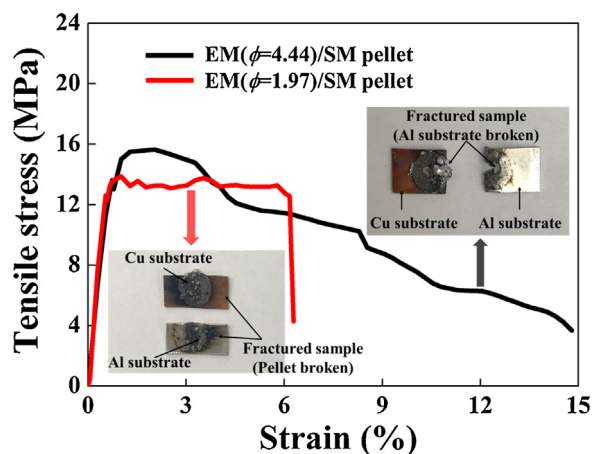 24
20
16
12
8
4
0
Tensile stress (MPa)
EM(ϕ=4.44)/SM pellet
EM(ϕ=1.97)/SM pellet
Fractured sample
(Al substrate broken)
Cu substrate
Al substrate
Cu substrate
Al substrate
Fractured sample
(Pellet broken)
0 3 6 9 12 15
Strain (%)